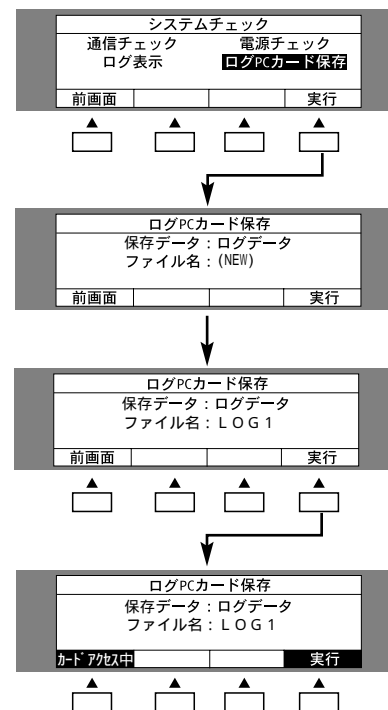 システムチェック
通信チェック 電源チェック
ログ表示 ログPCカード保存
前画面 実行
ログPCカード保存
保存データ：ログデータ
ファイル名：(NEW)
前画面 実行
ログPCカード保存
保存データ：ログデータ
ファイル名：ＬＯＧ１
前画面 実行
ログPCカード保存
保存データ：ログデータ
ファイル名：ＬＯＧ１
ｶｰﾄﾞｱｸｾｽ中 実行